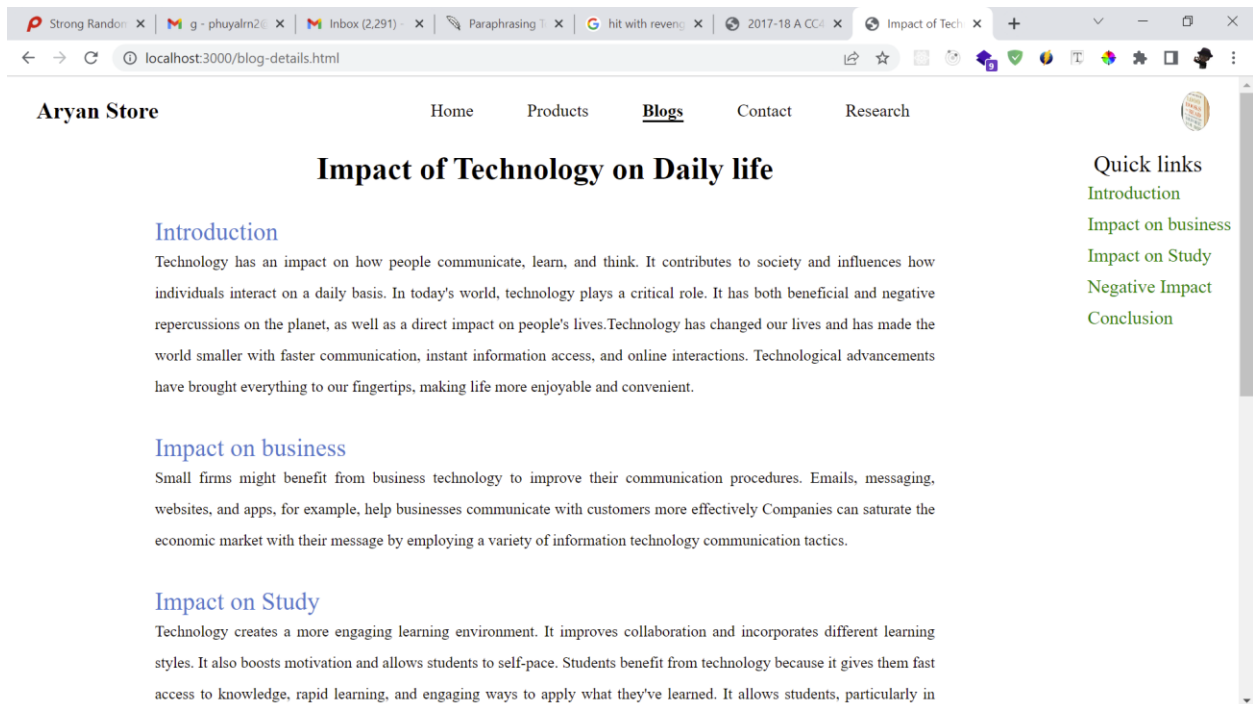 Strong Random
g - phuyalrn2@
Inbox (2,291) -
Paraphrasing T
hit with reveng
2017-18 A CC4
Impact of Tech
localhost:3000/blog-details.html
9
Aryan Store
Home Products Blogs Contact Research
Impact of Technology on Daily life
Quick links
Introduction
Impact on business
Impact on Study
Negative Impact
Conclusion
Introduction
Technology has an impact on how people communicate, learn, and think. It contributes to society and influences how
individuals interact on a daily basis. In today's world, technology plays a critical role. It has both beneficial and negative
repercussions on the planet, as well as a direct impact on people's lives.Technology has changed our lives and has made the
world smaller with faster communication, instant information access, and online interactions. Technological advancements
have brought everything to our fingertips, making life more enjoyable and convenient.
Impact on business
Small firms might benefit from business technology to improve their communication procedures. Emails, messaging,
websites, and apps, for example, help businesses communicate with customers more effectively Companies can saturate the
economic market with their message by employing a variety of information technology communication tactics.
Impact on Study
Technology creates a more engaging learning environment. It improves collaboration and incorporates different learning
styles. It also boosts motivation and allows students to self-pace. Students benefit from technology because it gives them fast
access to knowledge, rapid learning, and engaging ways to apply what they've learned. It allows students, particularly in